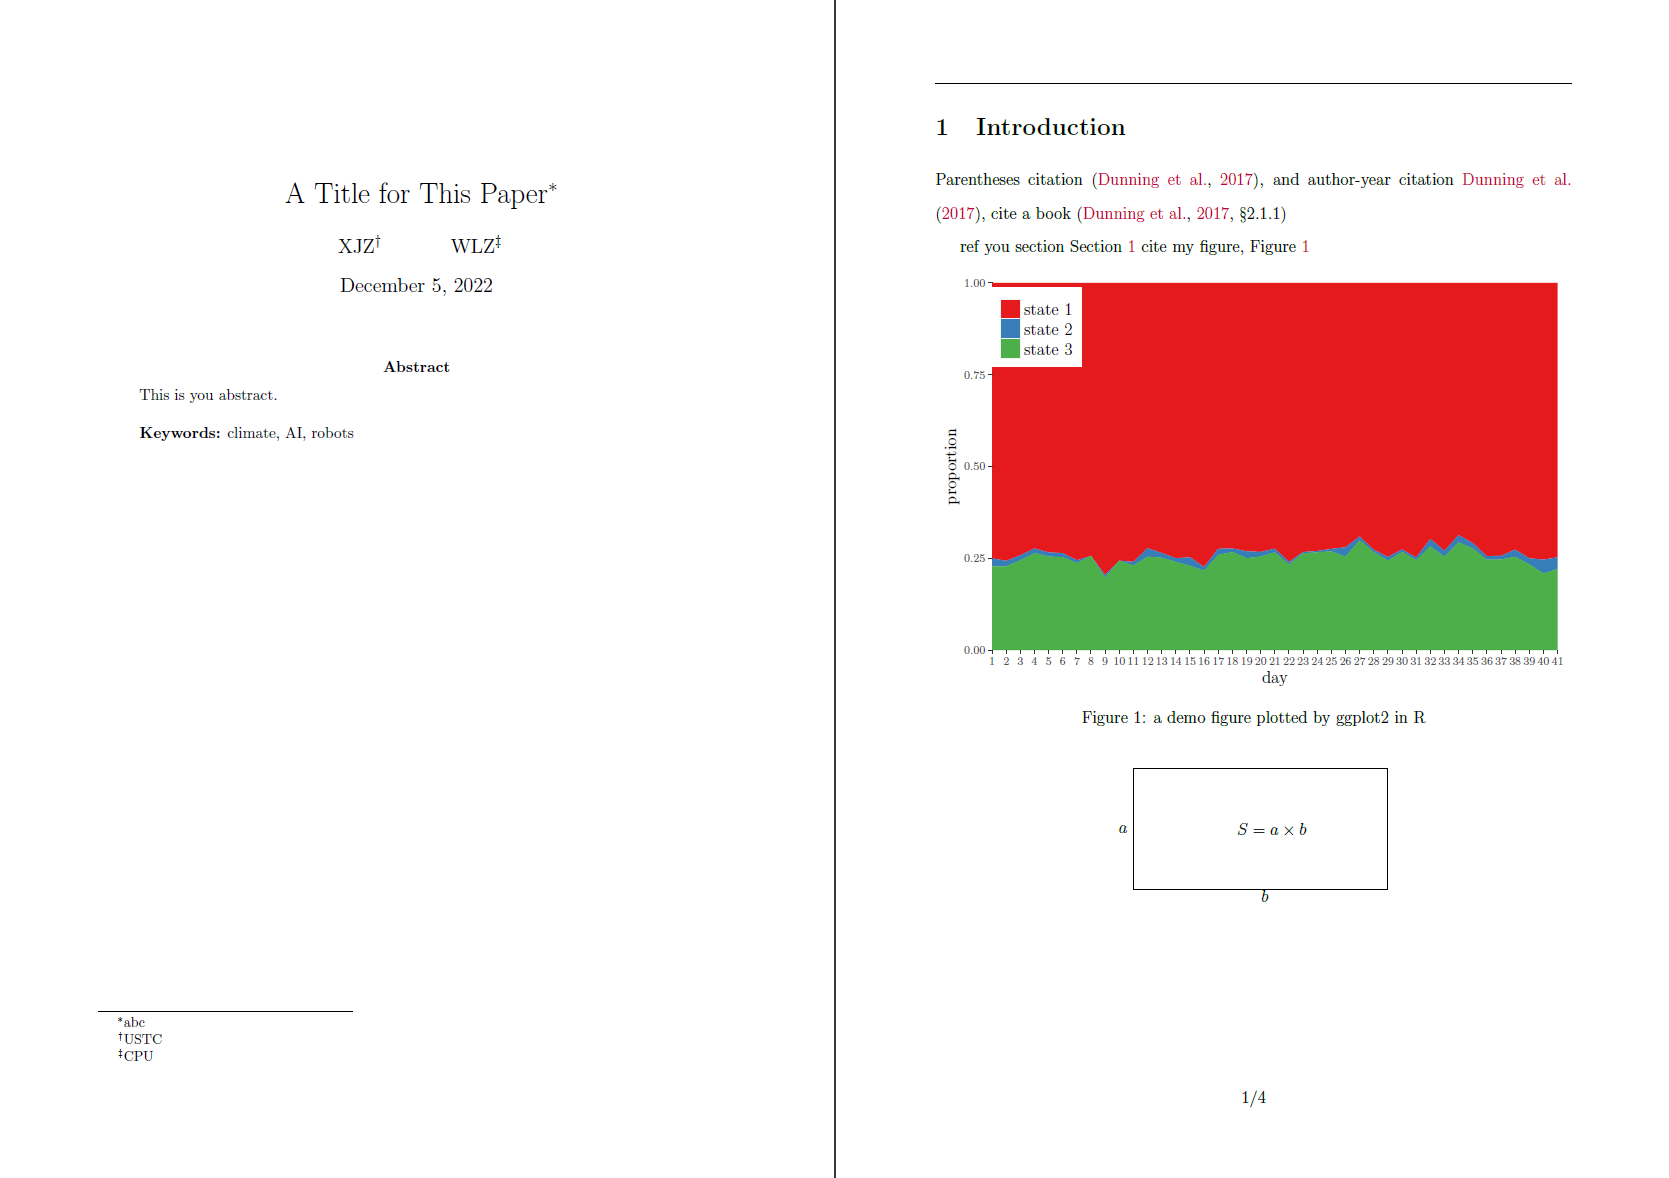 A Title for This Paper*
XJZ† WLZ‡
December 5, 2022
Abstract
This is you abstract.
Keywords: climate, AI, robots
*abc
†USTC
‡CPU
1 Introduction
Parentheses citation (Dunning et al., 2017), and author-year citation Dunning et al.
(2017), cite a book (Dunning et al., 2017, §2.1.1)
ref you section Section 1 cite my figure, Figure 1
1.00
0.75
0.50
0.25
0.00
proportion
state 1
state 2
state 3
1 2 3 4 5 6 7 8 9 10 11 12 13 14 15 16 17 18 19 20 21 22 23 24 25 26 27 28 29 30 31 32 33 34 35 36 37 38 39 40 41
day
Figure 1: a demo figure plotted by ggplot2 in R
a
S = a × b
b
1/4